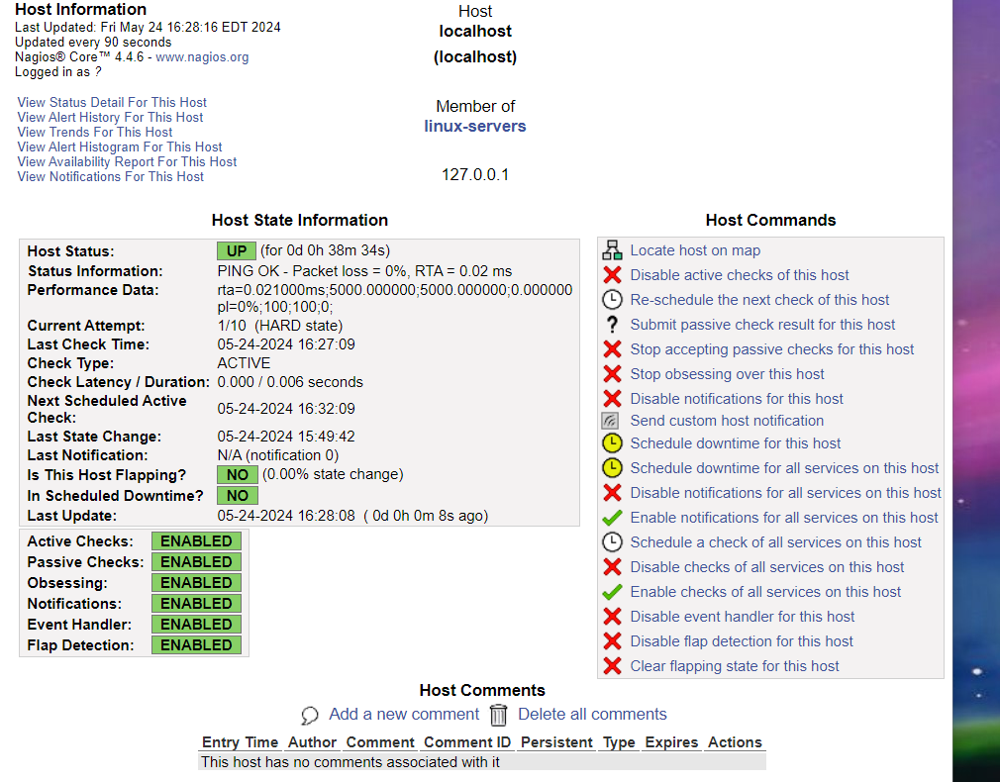 Host Information
Last Updated: Fri May 24 16:28:16 EDT 2024
Updated every 90 seconds
Nagios® Core™ 4.4.6 - www.nagios.org
Logged in as ?
View Status Detail For This Host
View Alert History For This Host
View Trends For This Host
View Alert Histogram For This Host
View Availability Report For This Host
View Notifications For This Host
Host
localhost
(localhost)
Member of
linux-servers
127.0.0.1
Host State Information
Host Status: UP (for 0d 0h 38m 34s)
Status Information: PING OK - Packet loss = 0%, RTA = 0.02 ms
Performance Data: rta=0.021000ms;5000.000000;5000.000000;0.000000
pl=0%;100;100;0;
Current Attempt: 1/10 (HARD state)
Last Check Time: 05-24-2024 16:27:09
Check Type: ACTIVE
Check Latency / Duration: 0.000 / 0.006 seconds
Next Scheduled Active
Check: 05-24-2024 16:32:09
Last State Change: 05-24-2024 15:49:42
Last Notification: N/A (notification 0)
Is This Host Flapping? NO (0.00% state change)
In Scheduled Downtime? NO
Last Update: 05-24-2024 16:28:08 ( 0d 0h 0m 8s ago)
Active Checks: ENABLED
Passive Checks: ENABLED
Obsessing: ENABLED
Notifications: ENABLED
Event Handler: ENABLED
Flap Detection: ENABLED
Host Commands
Locate host on map
Disable active checks of this host
Re-schedule the next check of this host
? Submit passive check result for this host
Stop accepting passive checks for this host
Stop obsessing over this host
Disable notifications for this host
Send custom host notification
Schedule downtime for this host
Schedule downtime for all services on this host
Disable notifications for all services on this host
Enable notifications for all services on this host
Schedule a check of all services on this host
Disable checks of all services on this host
Enable checks of all services on this host
Disable event handler for this host
Disable flap detection for this host
Clear flapping state for this host
Host Comments
Add a new comment Delete all comments
Entry Time Author Comment Comment ID Persistent Type Expires Actions
This host has no comments associated with it